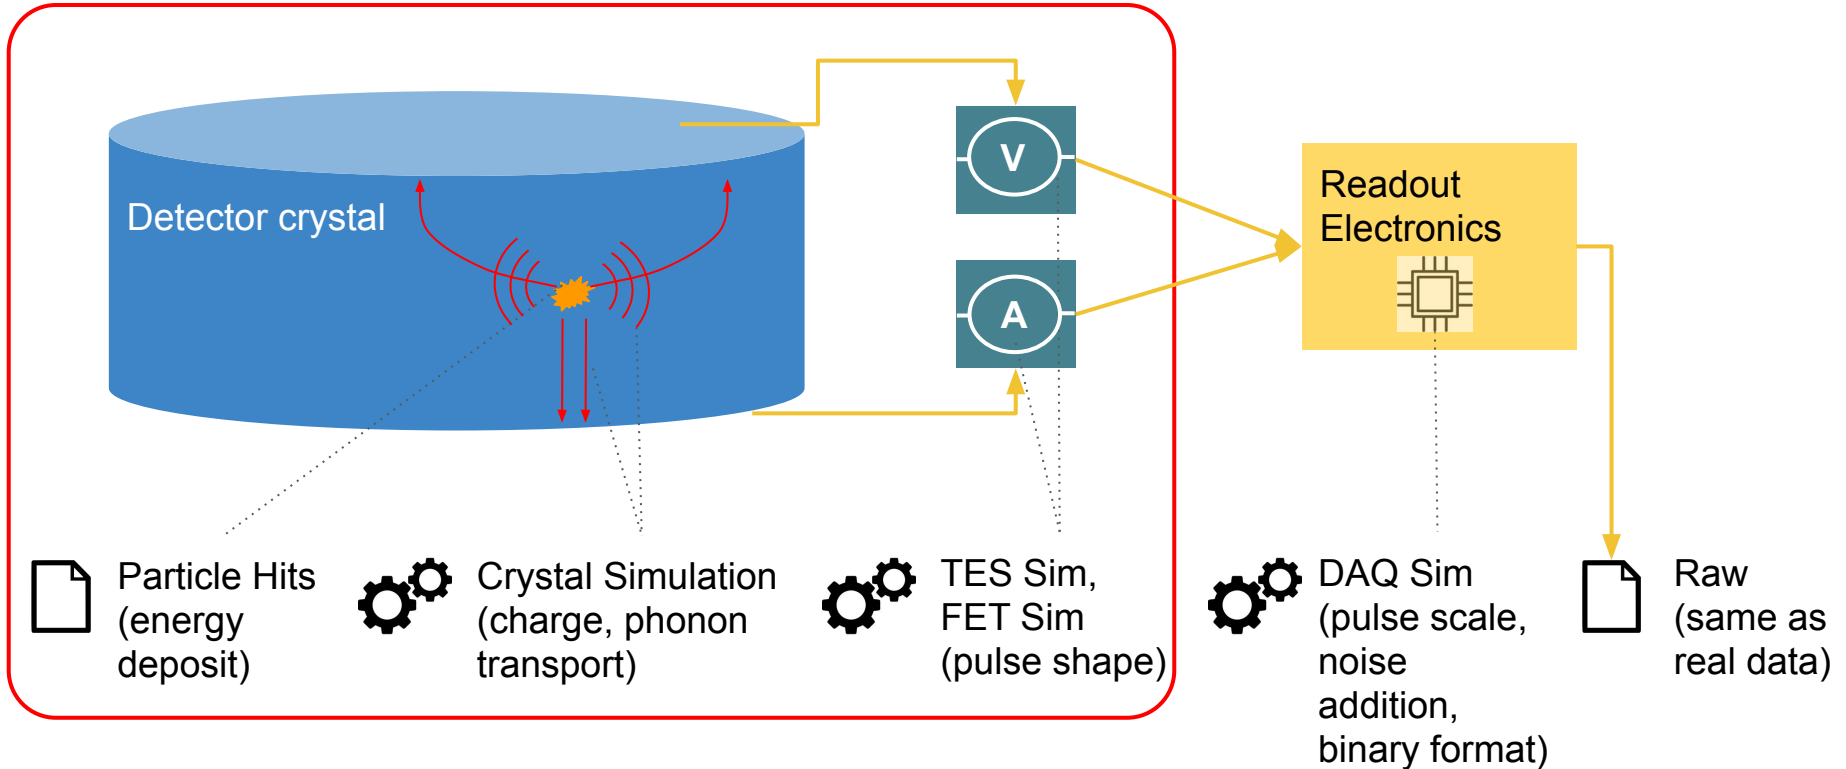 Detector crystal
V
A
Readout
Electronics
Particle Hits
(energy
deposit)
Crystal Simulation
(charge, phonon
transport)
TES Sim,
FET Sim
(pulse shape)
DAQ Sim
(pulse scale,
noise
addition,
binary format)
Raw
(same as
real data)